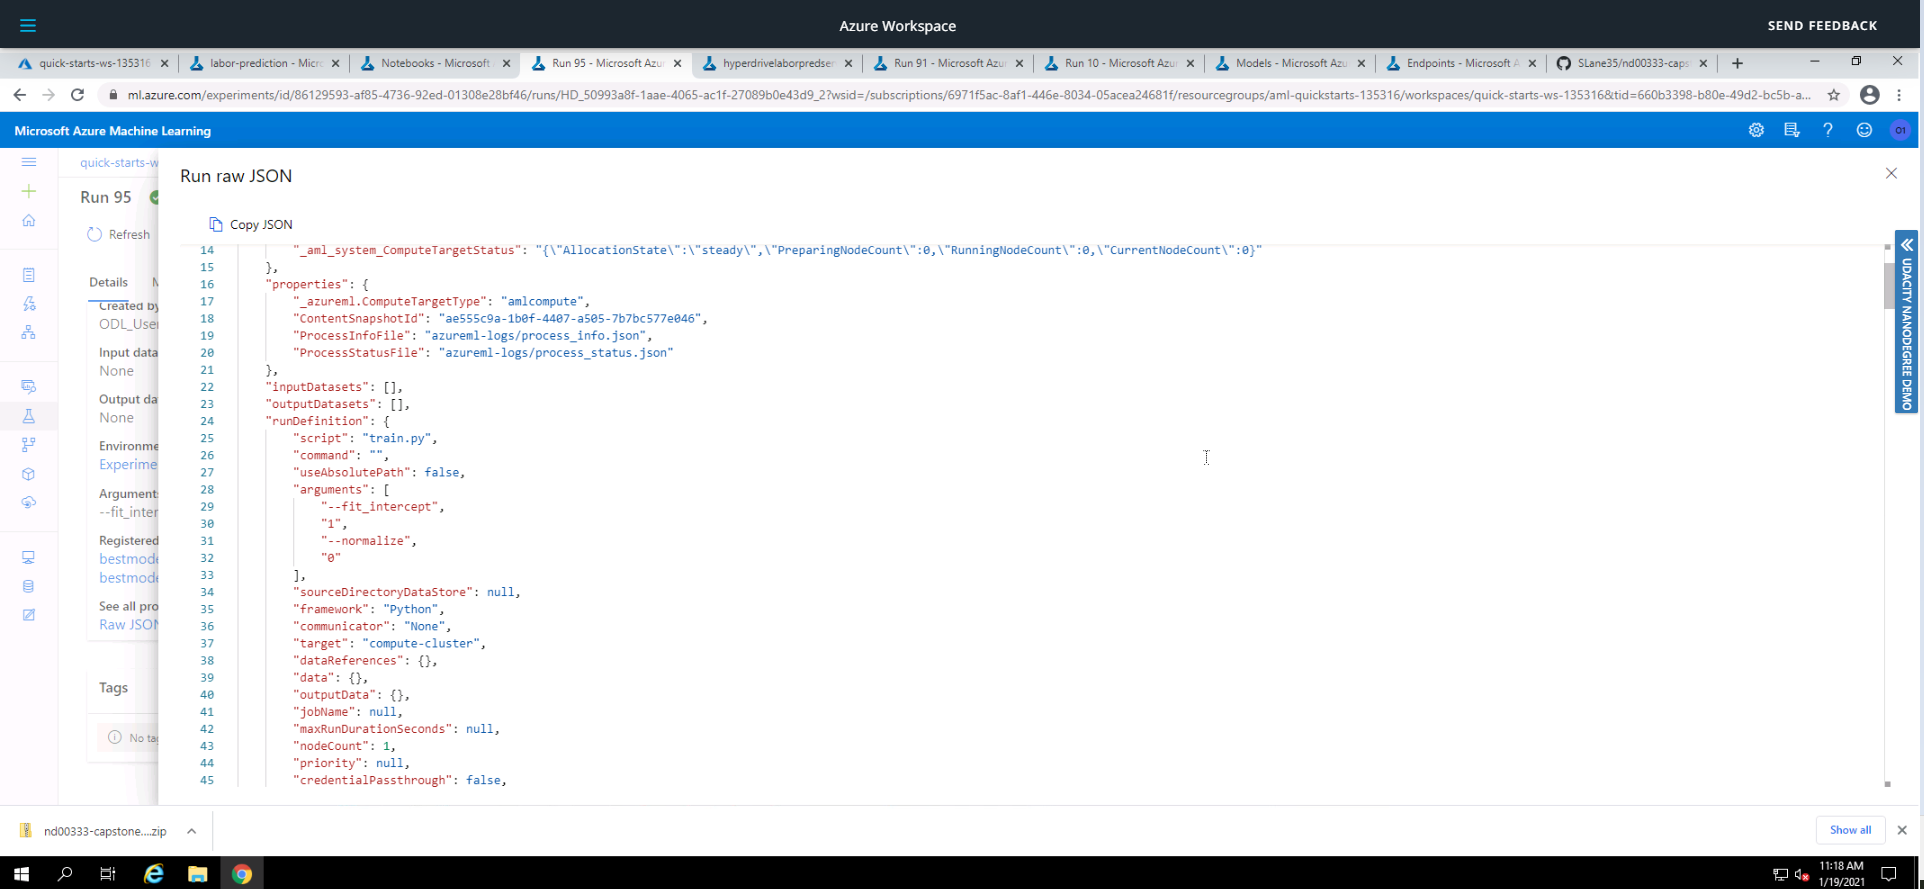 Azure Workspace
SEND FEEDBACK
quick-starts-ws-135316
labor-prediction - Micro
Notebooks - Microsoft
Run 95 - Microsoft Azur
hyperdrivelaborpredser
Run 91 - Microsoft Azur
Run 10 - Microsoft Azur
Models - Microsoft Azu
Endpoints - Microsoft A
SLane35/nd00333-caps
ml.azure.com/experiments/id/86129593-af85-4736-92ed-01308e28bf46/runs/HD_50993a8f-1aae-4065-ac1f-27089b0e43d9_2?wsid=/subscriptions/6971f5ac-8af1-446e-8034-05acea24681f/resourcegroups/aml-quickstarts-135316/workspaces/quick-starts-ws-135316&tid=660b3398-b80e-49d2-bc5b-a...
Microsoft Azure Machine Learning
O1
quick-starts-w
Run 95
Refresh
Details
M
Created by
ODL_User
Input data
None
Output da
None
Environme
Experime
Argument
--fit_inter
Registered
bestmode
bestmode
See all pro
Raw JSON
Tags
No tag
Run raw JSON
Copy JSON
14 "_aml_system_ComputeTargetStatus": "{\"AllocationState\":\"steady\",\"PreparingNodeCount\":0,\"RunningNodeCount\":0,\"CurrentNodeCount\":0}"
15 },
16 "properties": {
17 "_azureml.ComputeTargetType": "amlcompute",
18 "ContentSnapshotId": "ae555c9a-1b0f-4407-a505-7b7bc577e046",
19 "ProcessInfoFile": "azureml-logs/process_info.json",
20 "ProcessStatusFile": "azureml-logs/process_status.json"
21 },
22 "inputDatasets": [],
23 "outputDatasets": [],
24 "runDefinition": {
25 "script": "train.py",
26 "command": "",
27 "useAbsolutePath": false,
28 "arguments": [
29 "--fit_intercept",
30 "1",
31 "--normalize",
32 "0"
33 ],
34 "sourceDirectoryDataStore": null,
35 "framework": "Python",
36 "communicator": "None",
37 "target": "compute-cluster",
38 "dataReferences": {},
39 "data": {},
40 "outputData": {},
41 "jobName": null,
42 "maxRunDurationSeconds": null,
43 "nodeCount": 1,
44 "priority": null,
45 "credentialPassthrough": false,
UDACITY NANODEGREE DEMO
nd00333-capstone....zip
Show all
11:18 AM
1/19/2021